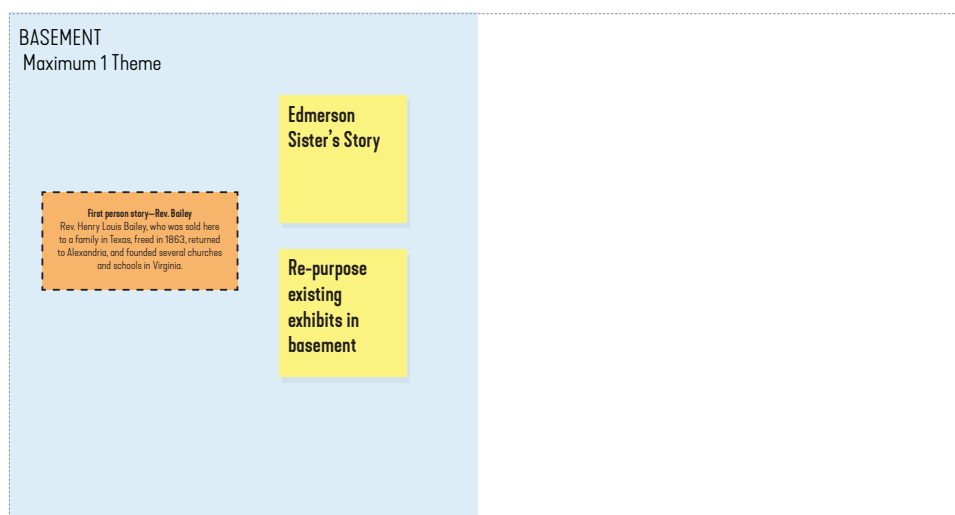 BASEMENT
Maximum 1 Theme
Edmerson
Sister's Story
First person story—Rev. Bailey
Rev. Henry Louis Bailey, who was sold here
to a family in Texas, freed in 1863, returned
to Alexandria, and founded several churches
and schools in Virginia.
Re-purpose
existing
exhibits in
basement